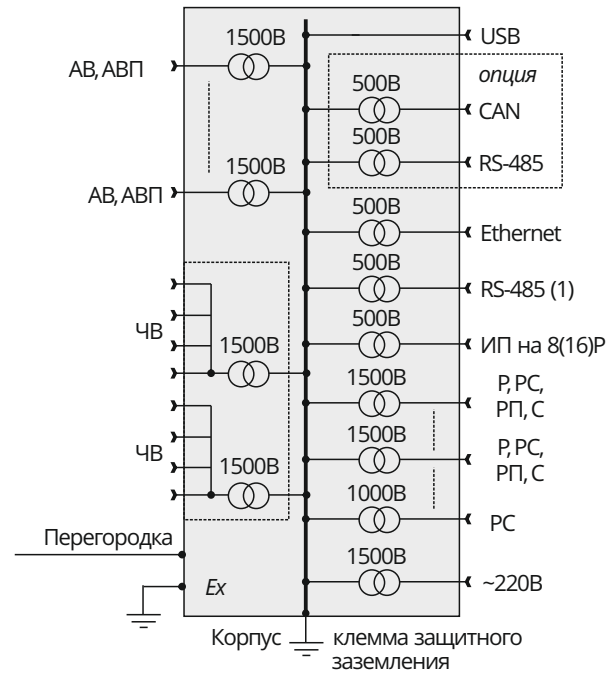 1500В
USB
АВ, АВП
опция
500В
CAN
500В
1500В
RS-485
АВ, АВП
500В
Ethernet
500В
RS-485 (1)
ЧВ
1500В
500В
ИП на 8(16)Р
1500В
Р, РС,
РП, С
ЧВ
1500В
1500В
Р, РС,
РП, С
1000В
РС
Перегородка
1500В
Ex
~220В
Корпус
клемма защитного
заземления